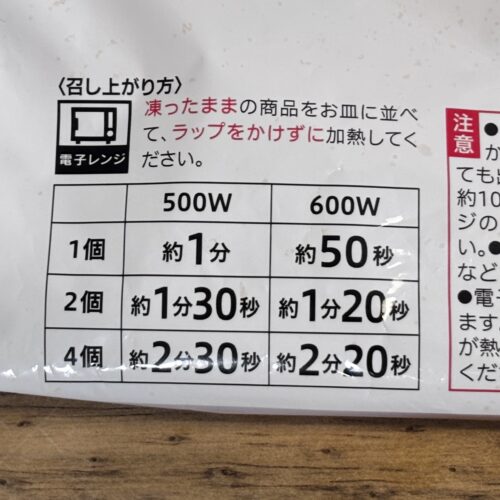 〈召し上がり方〉
電子レンジ
凍ったままの商品をお皿に並べ
て、ラップをかけずに加熱してく
ださい。
500W 600W
1個 約1分 約50秒
2個 約1分30秒 約1分20秒
4個 約2分30秒 約2分20秒
注意
●
か
ても
約10
ジの
い。●
など
●電子
ます
が熱
くだ